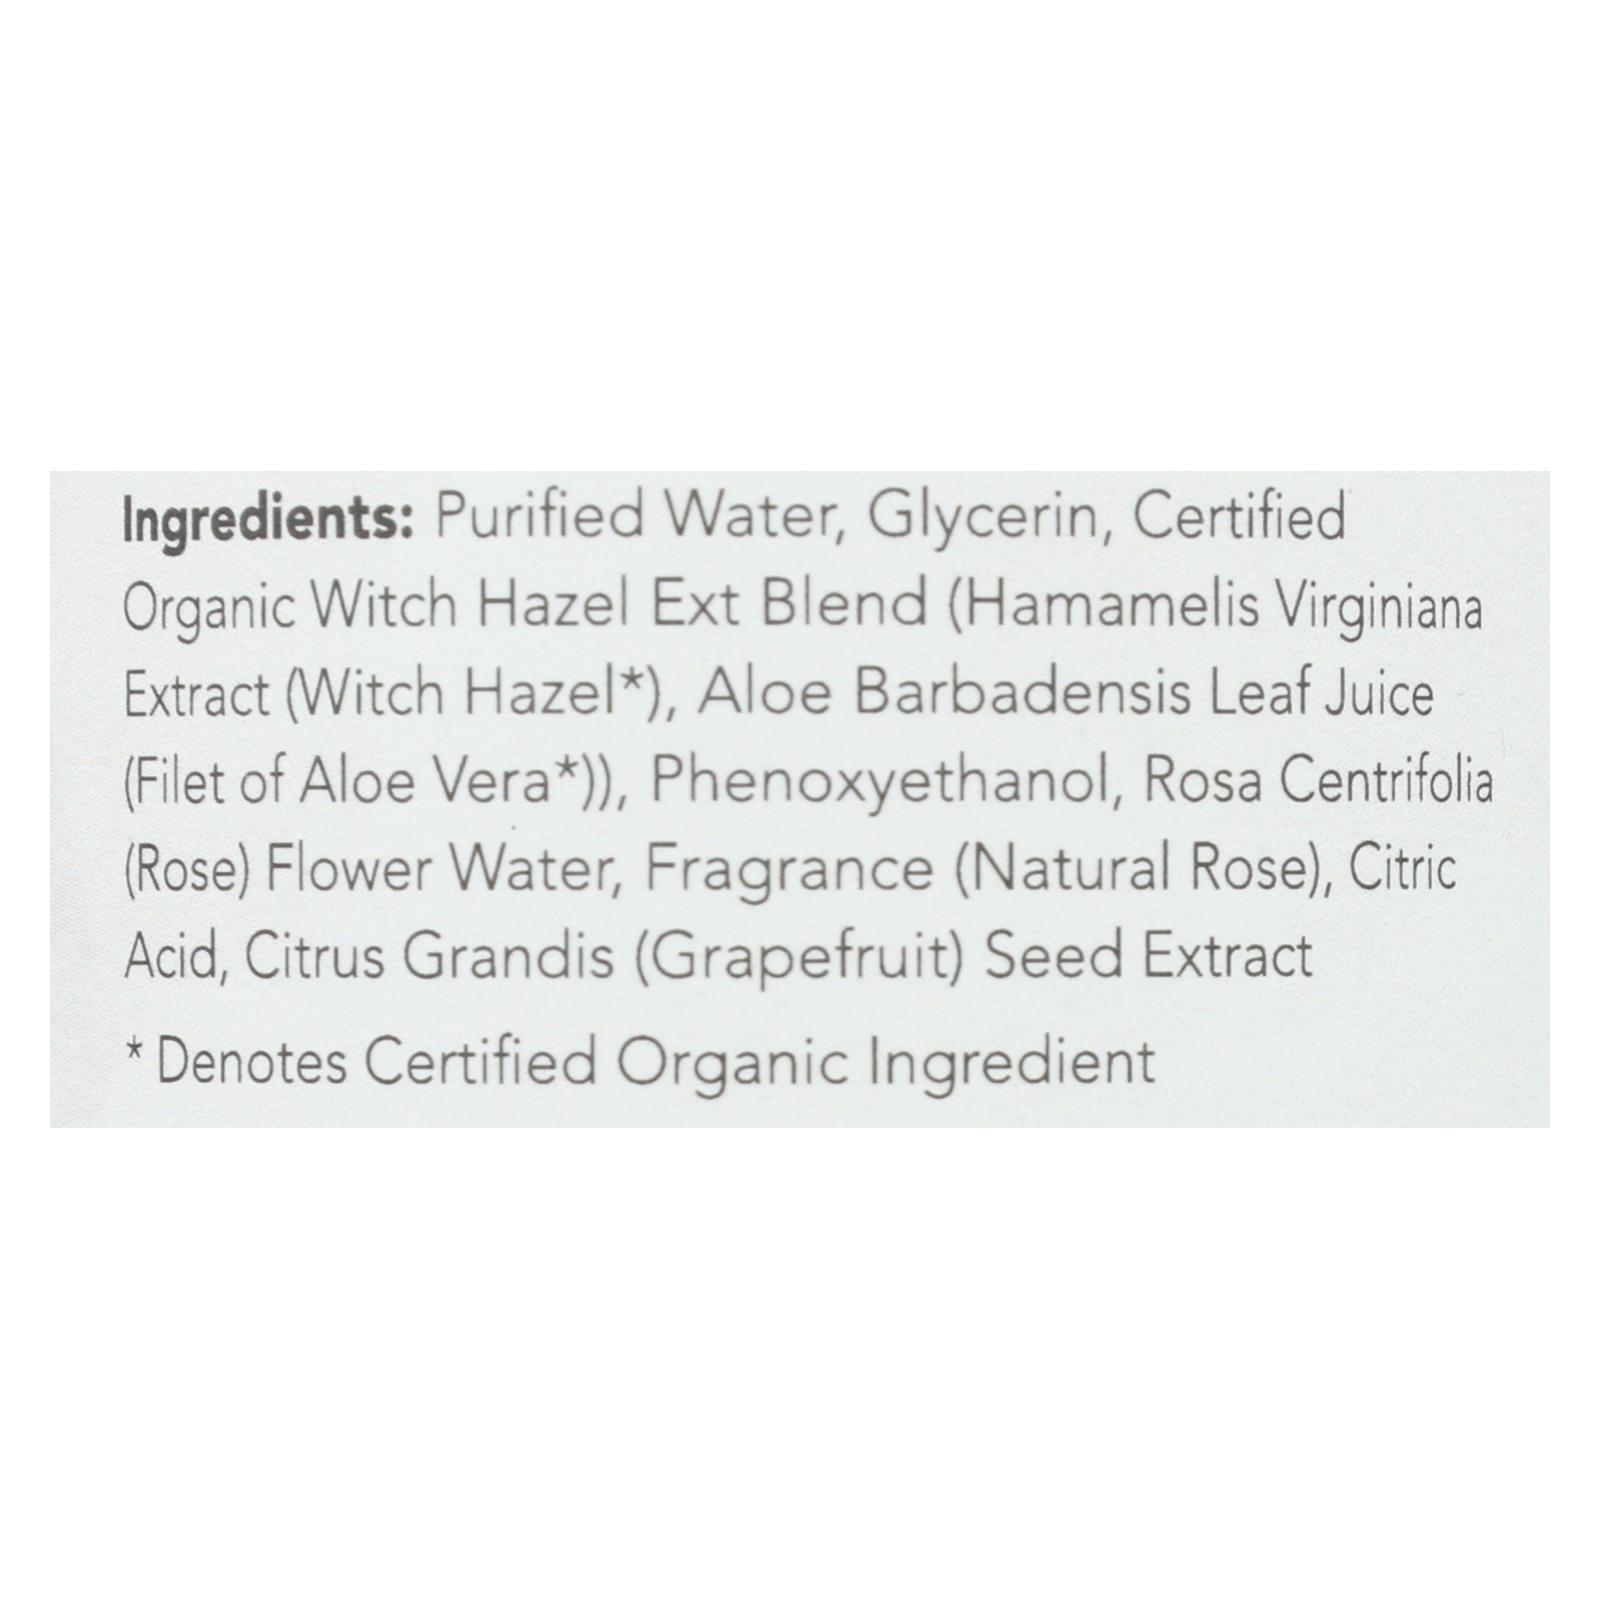 Ingredients: Purified Water, Glycerin, Certified
Organic Witch Hazel Ext Blend (Hamamelis Virginiana
Extract (Witch Hazel*), Aloe Barbadensis Leaf Juice
(Filet of Aloe Vera*)), Phenoxyethanol, Rosa Centrifolia
(Rose) Flower Water, Fragrance (Natural Rose), Citric
Acid, Citrus Grandis (Grapefruit) Seed Extract
* Denotes Certified Organic Ingredient